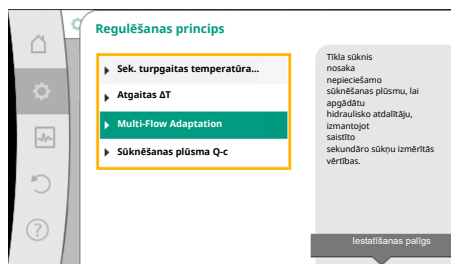 Regulēšanas princips
Sek. turpgaitas temperatūra...
Atgaitas ΔT
Multi-Flow Adaptation
Sūknēšanas plūsma Q-c
Tīkla sūknis
nosaka
nepieciešamo
sūknēšanas plūsmu, lai
apgādātu
hidraulisko atdalītāju,
izmantojot
saistīto
sekundāro sūkņu izmērītās
vērtības.
Iestatīšanas palīgs